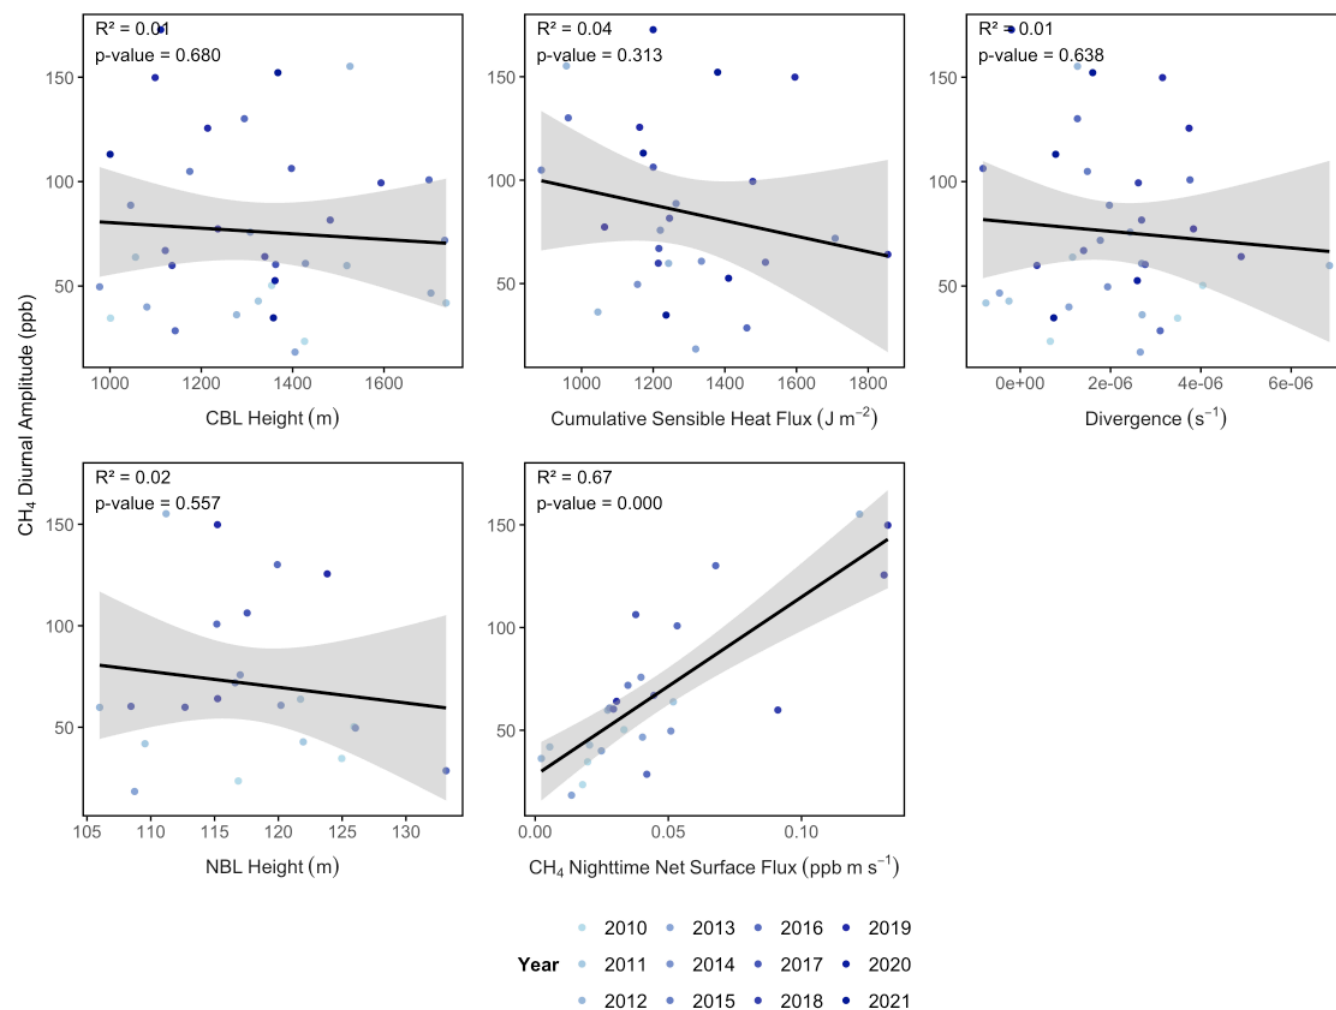 R² = 0.01
p-value = 0.680
R² = 0.04
p-value = 0.313
R² = 0.01
p-value = 0.638
150
100
50
150
100
50
150
100
50
1000 1200 1400 1600
1000 1200 1400 1600 1800
0e+00 2e-06 4e-06 6e-06
CBL Height (m)
Cumulative Sensible Heat Flux (J m⁻²)
Divergence (s⁻¹)
CH₄ Diurnal Amplitude (ppb)
R² = 0.02
p-value = 0.557
R² = 0.67
p-value = 0.000
150
100
50
150
100
50
105 110 115 120 125 130
0.00 0.05 0.10
NBL Height (m)
CH₄ Nighttime Net Surface Flux (ppb m s⁻¹)
2010 2013 2016 2019
Year 2011 2014 2017 2020
2012 2015 2018 2021